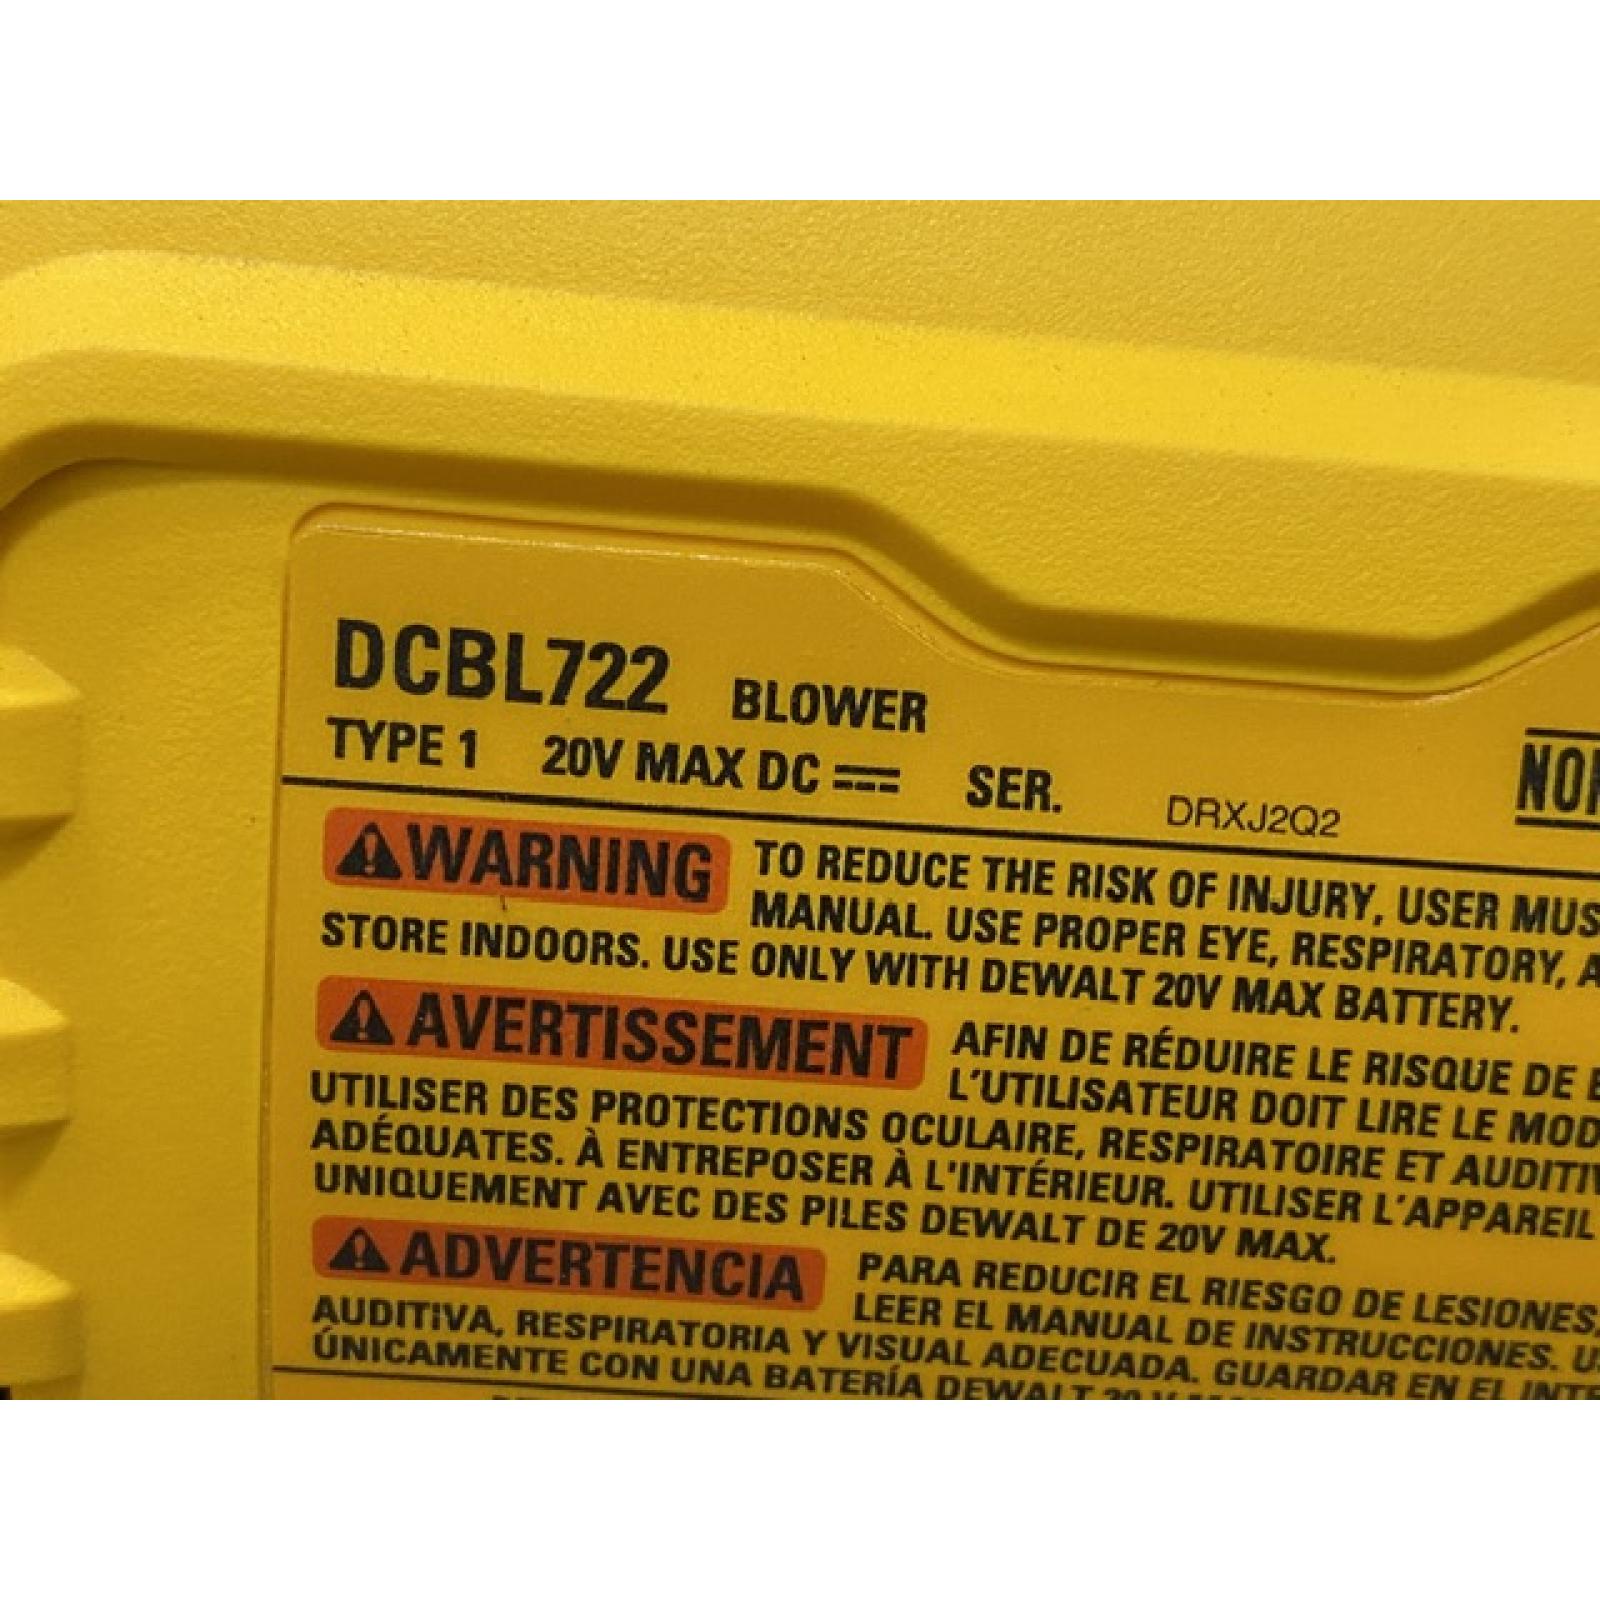 DCBL722 BLOWER
TYPE 1 20V MAX DC SER. DRXJ2Q2
WARNING TO REDUCE THE RISK OF INJURY, USER
MANUAL. USE PROPER EYE, RESPIRATORY,
STORE INDOORS. USE ONLY WITH DEWALT 20V MAX BATTERY.
AVERTISSEMENT AFIN DE RÉDUIRE LE RISQUE DE
L'UTILISATEUR DOIT LIRE LE
UTILISER DES PROTECTIONS OCULAIRE, RESPIRATOIRE ET
ADÉQUATES. À ENTREPOSER À L'INTÉRIEUR. UTILISER L'APPAREIL
UNIQUEMENT AVEC DES PILES DEWALT DE 20V MAX.
ADVERTENCIA PARA REDUCIR EL RIESGO DE LESIONES,
LEER EL MANUAL DE INSTRUCCIONES.
AUDITIVA, RESPIRATORIA Y VISUAL ADECUADA. GUARDAR EN EL
ÚNICAMENTE CON UNA BATERÍA DEWALT 20 V